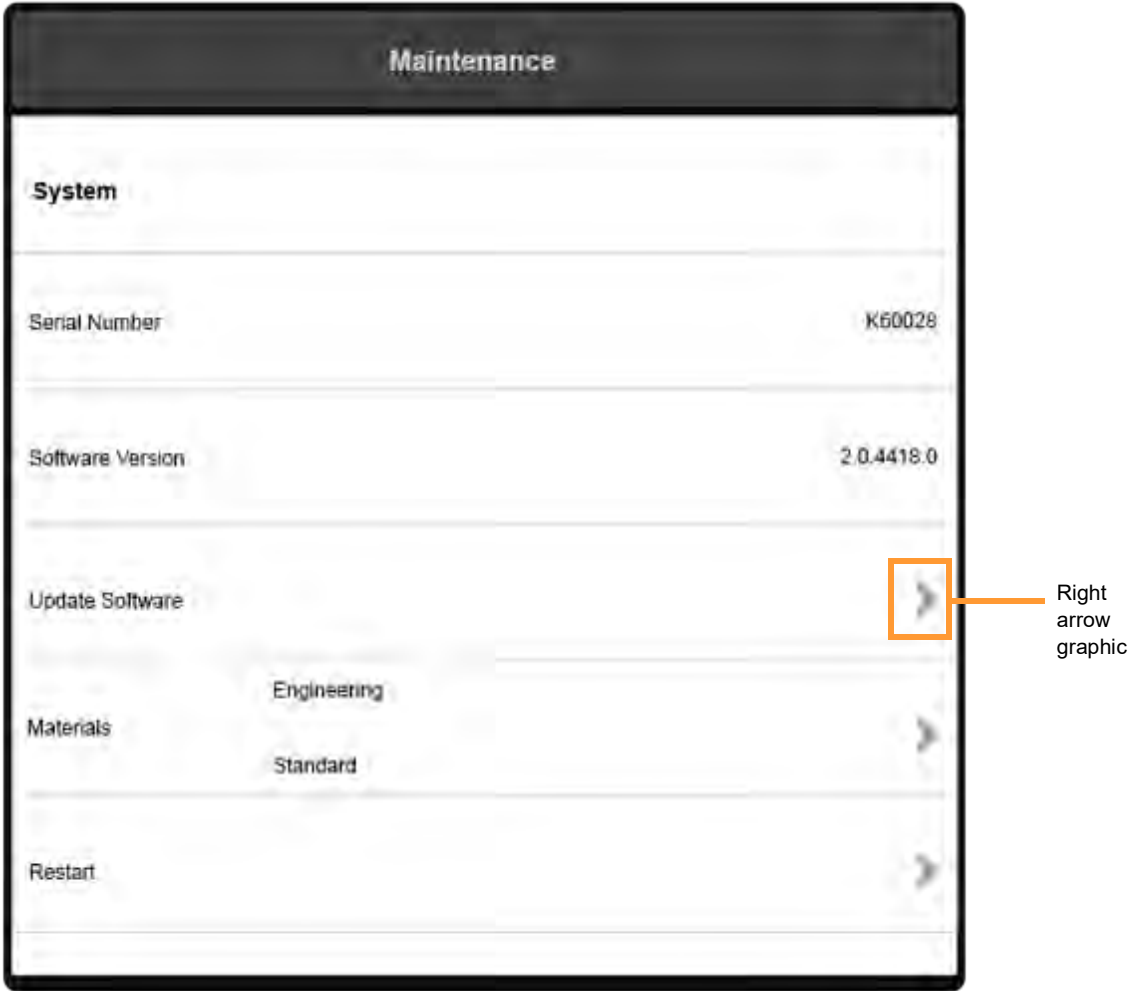 Maintenance
System
Serial Number K60028
Software Version 2.0.4418.0
Update Software
Right
arrow
graphic
Engineering
Materials
Standard
Restart